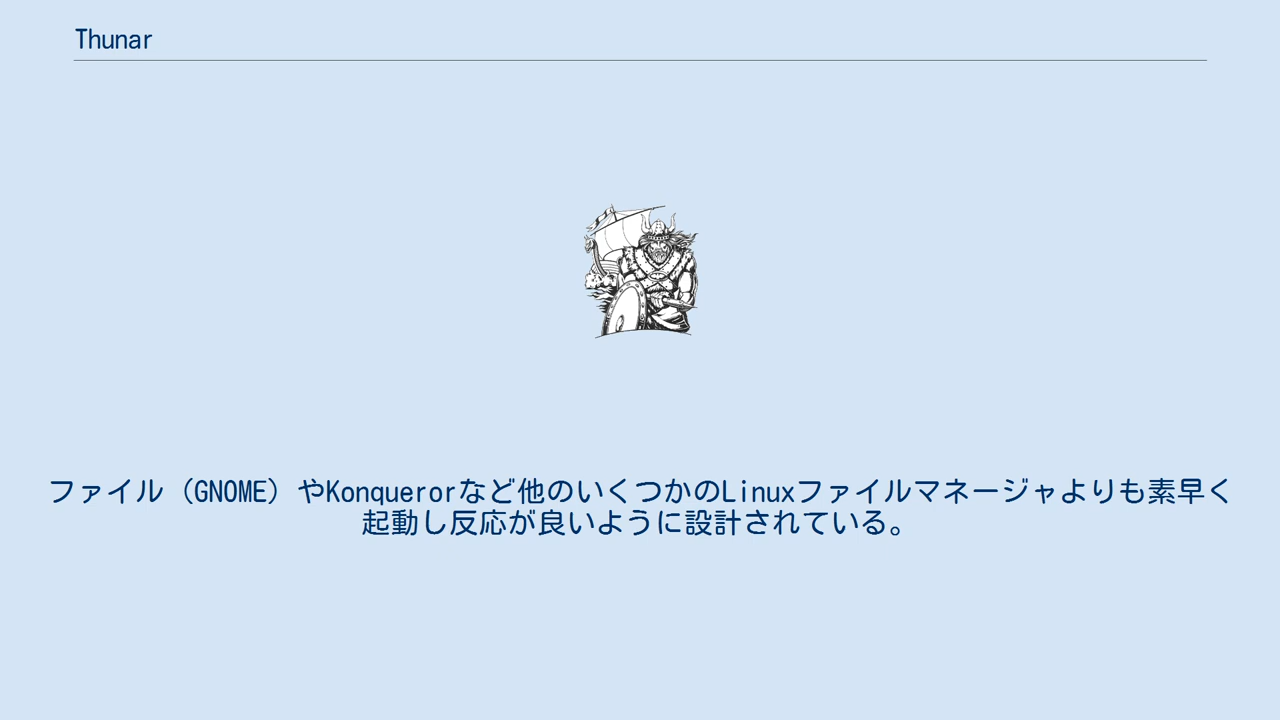 Thunar
ファイル（GNOME）やKonquerorなど他のいくつかのLinuxファイルマネージャよりも素早く
起動し反応が良いように設計されている。